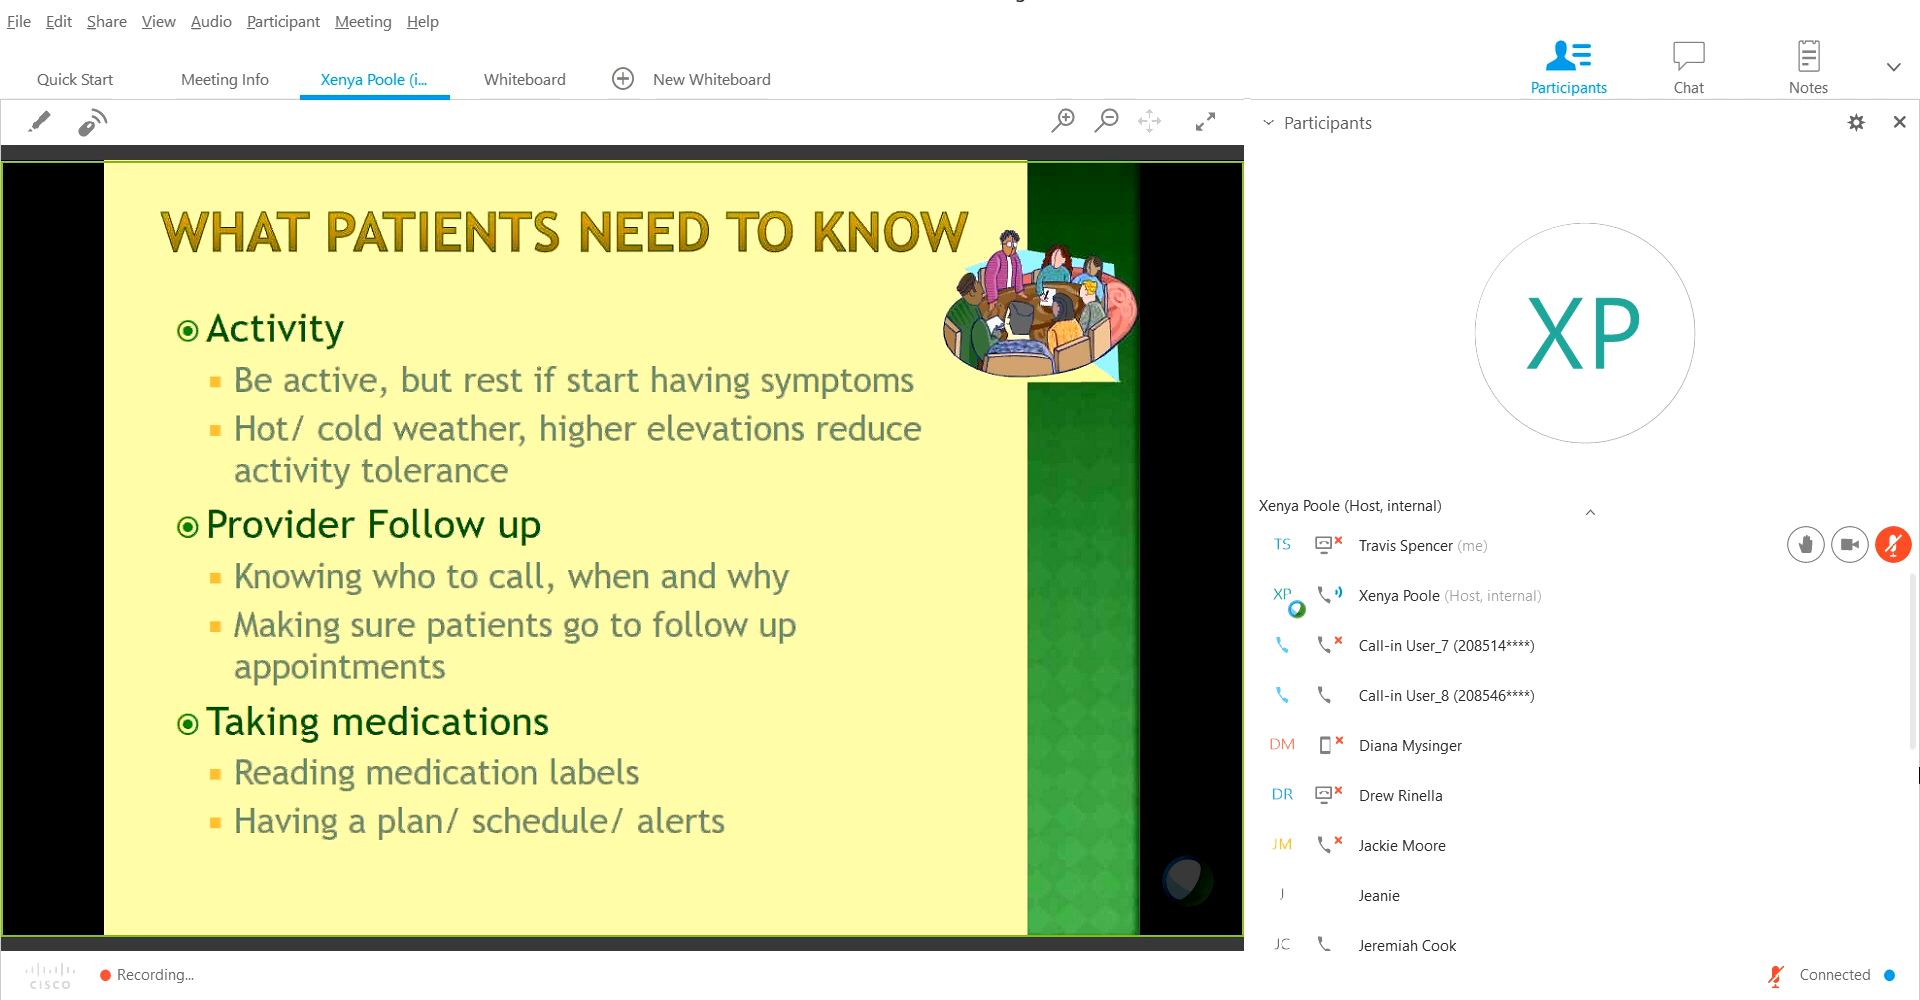 File Edit Share View Audio Participant Meeting Help
Quick Start Meeting Info Xenya Poole (i... Whiteboard New Whiteboard
Participants Chat Notes
Participants
WHAT PATIENTS NEED TO KNOW
Activity
Be active, but rest if start having symptoms
Hot/ cold weather, higher elevations reduce
activity tolerance
Provider Follow up
Knowing who to call, when and why
Making sure patients go to follow up
appointments
Taking medications
Reading medication labels
Having a plan/ schedule/ alerts
XP
Xenya Poole (Host, internal)
TS Travis Spencer (me)
XP Xenya Poole (Host, internal)
Call-in User_7 (208514****)
Call-in User_8 (208546****)
DM Diana Mysinger
DR Drew Rinella
JM Jackie Moore
J Jeanie
JC Jeremiah Cook
CISCO
Recording...
Connected